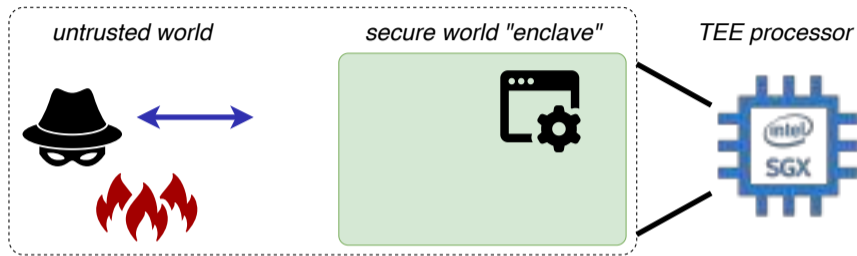 untrusted world
secure world "enclave"
TEE processor
intel
SGX